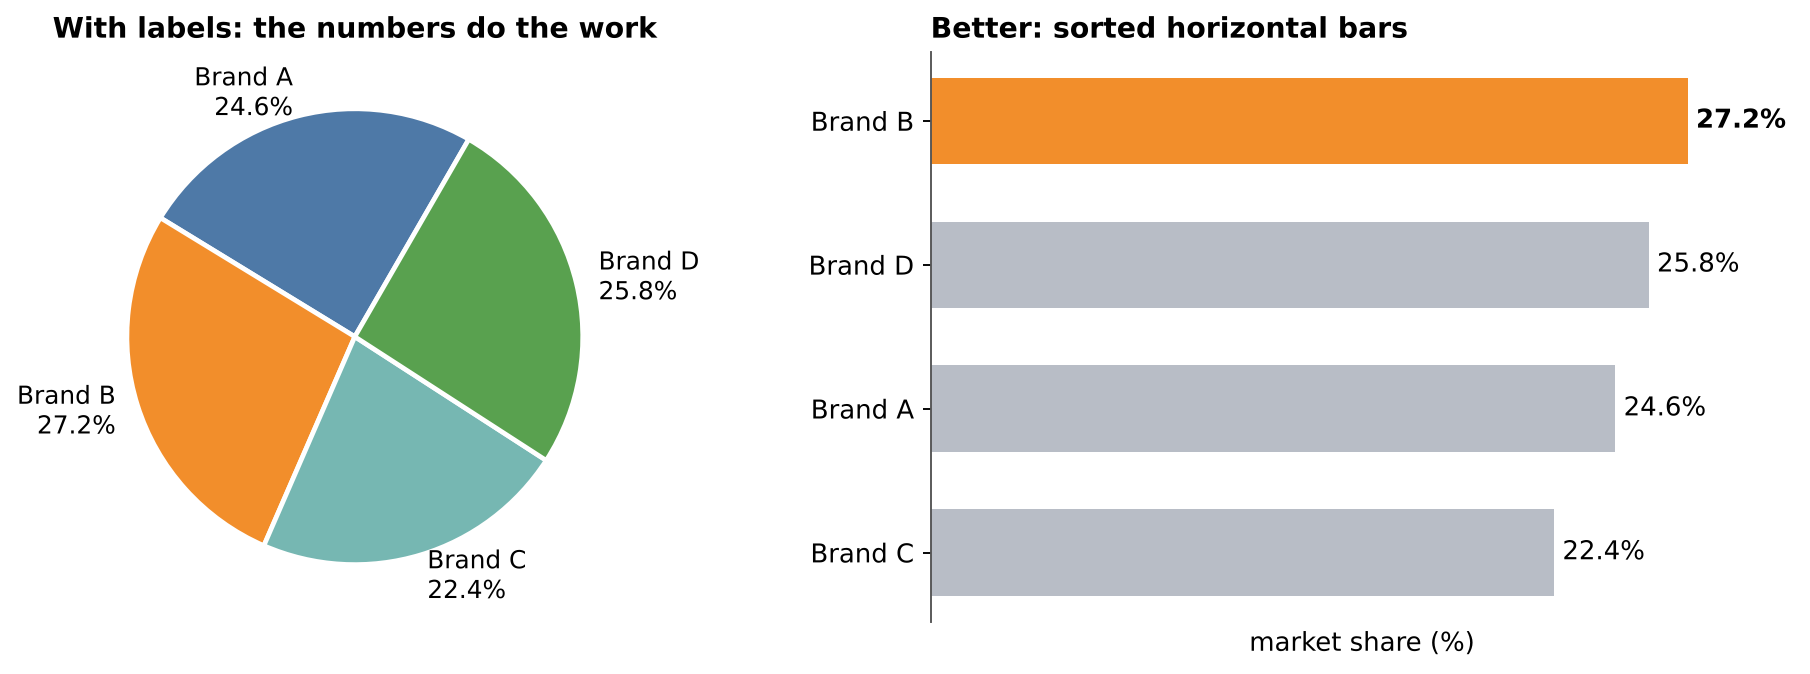 With labels: the numbers do the work
Brand A
24.6%
Brand D
25.8%
Brand B
27.2%
Brand C
22.4%
Better: sorted horizontal bars
Brand B
27.2%
Brand D
25.8%
Brand A
24.6%
Brand C
22.4%
market share (%)